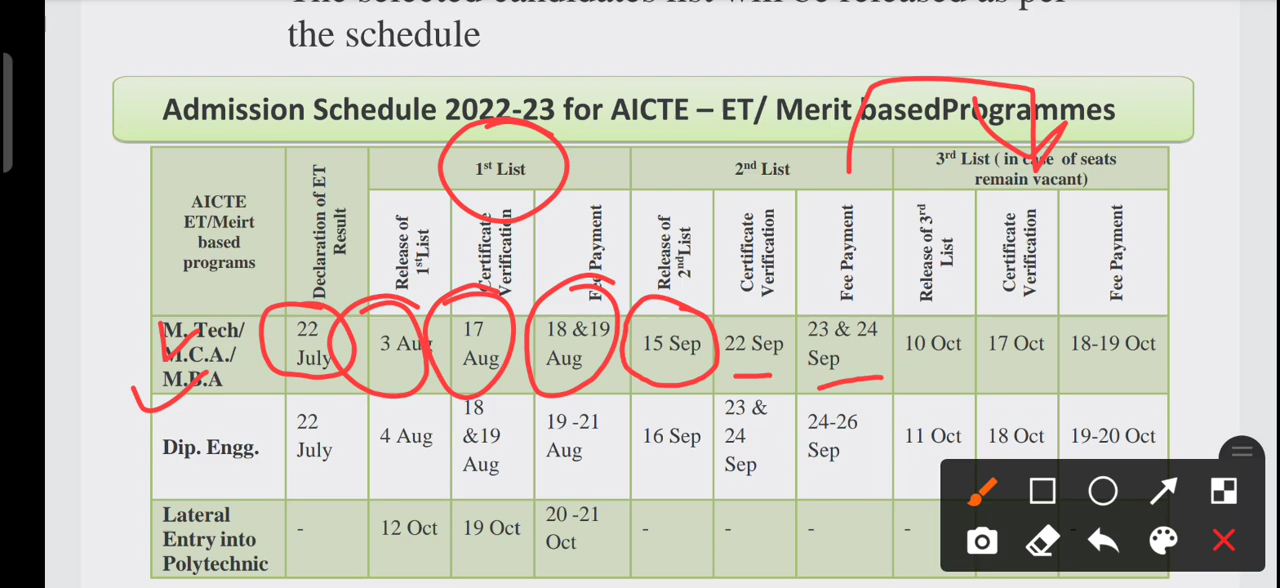 The selected candidates list will be released as per
the schedule
Admission Schedule 2022-23 for AICTE – ET/ Merit basedProgrammes
AICTE
ET/Meirt
based
programs
Declaration of ET
Result
1st List
2nd List
3rd List ( in case of seats
remain vacant)
Release of
1stList
Certificate
Verification
Fee Payment
Release of
2ndList
Certificate
Verification
Fee Payment
Release of 3rd
List
Certificate
Verification
Fee Payment
M. Tech/
M.C.A./
M.B.A
22
July
3 Aug
17
Aug
18 &19
Aug
15 Sep
22 Sep
23 & 24
Sep
10 Oct
17 Oct
18-19 Oct
Dip. Engg.
22
July
4 Aug
18
&19
Aug
19 -21
Aug
16 Sep
23 &
24
Sep
24-26
Sep
11 Oct
18 Oct
19-20 Oct
Lateral
Entry into
Polytechnic
-
12 Oct
19 Oct
20 -21
Oct
-
-
-
-
-